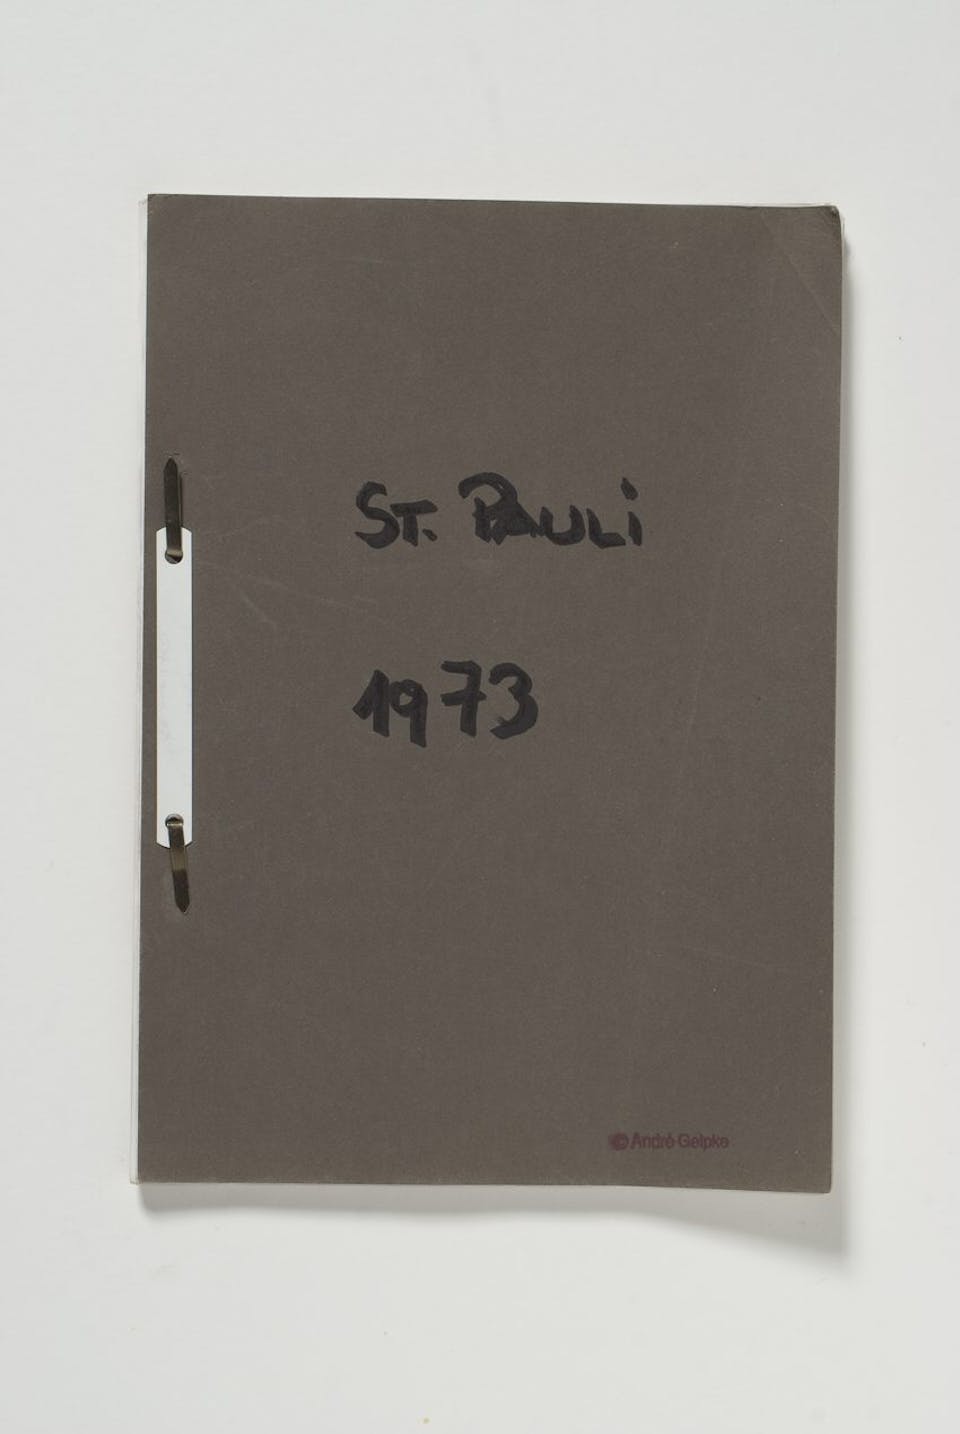 ST. PAULi
1973
© André Gelpke